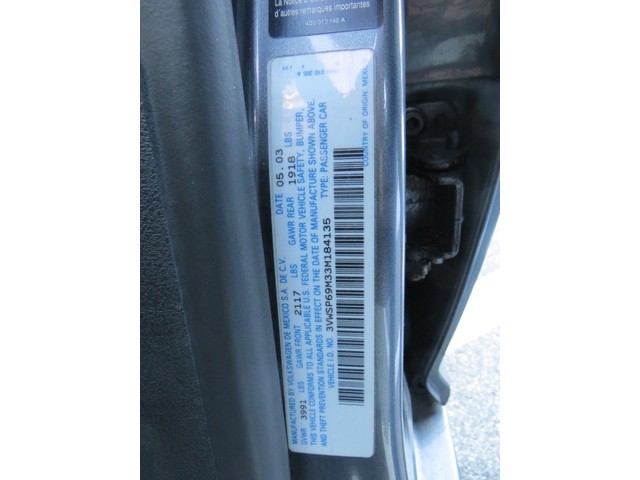 La Notice
d'autres remarques importantes
MANUFACTURED BY VOLKSWAGEN DE MEXICO S.A. DE C.V. DATE 05.03
GVWR 3991 LBS GAWR FRONT 2117 LBS GAWR REAR 1918 LBS
THIS VEHICLE CONFORMS TO ALL APPLICABLE U.S. FEDERAL MOTOR VEHICLE SAFETY, BUMPER,
AND THEFT PREVENTION STANDARDS IN EFFECT ON THE DATE OF MANUFACTURE SHOWN ABOVE.
VEHICLE I.D. NO. 3VWSP69M33M184135 TYPE: PASSENGER CAR
COUNTRY OF ORIGIN MEXICO